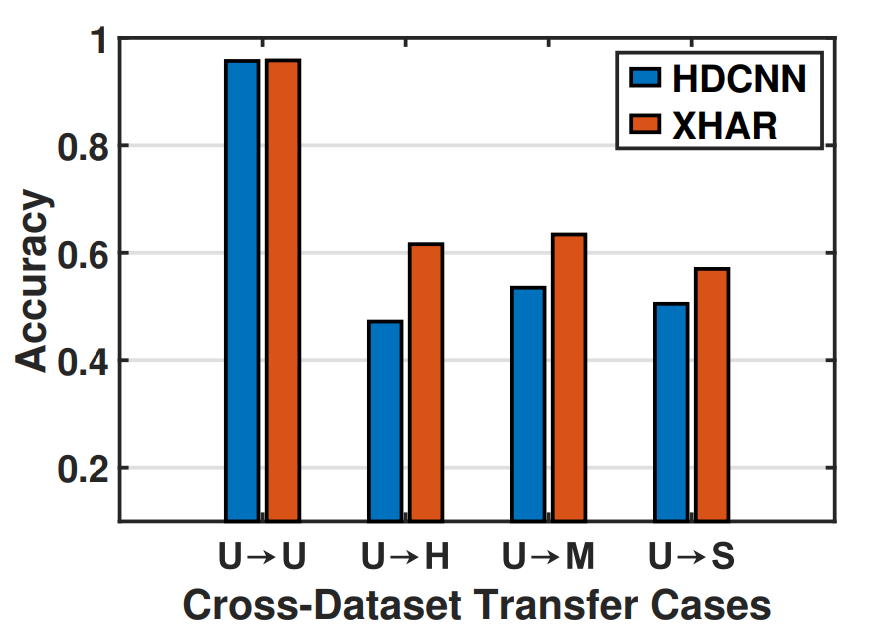 1
HDCNN
XHAR
0.8
0.6
0.4
0.2
Accuracy
U→U U→H U→M U→S
Cross-Dataset Transfer Cases